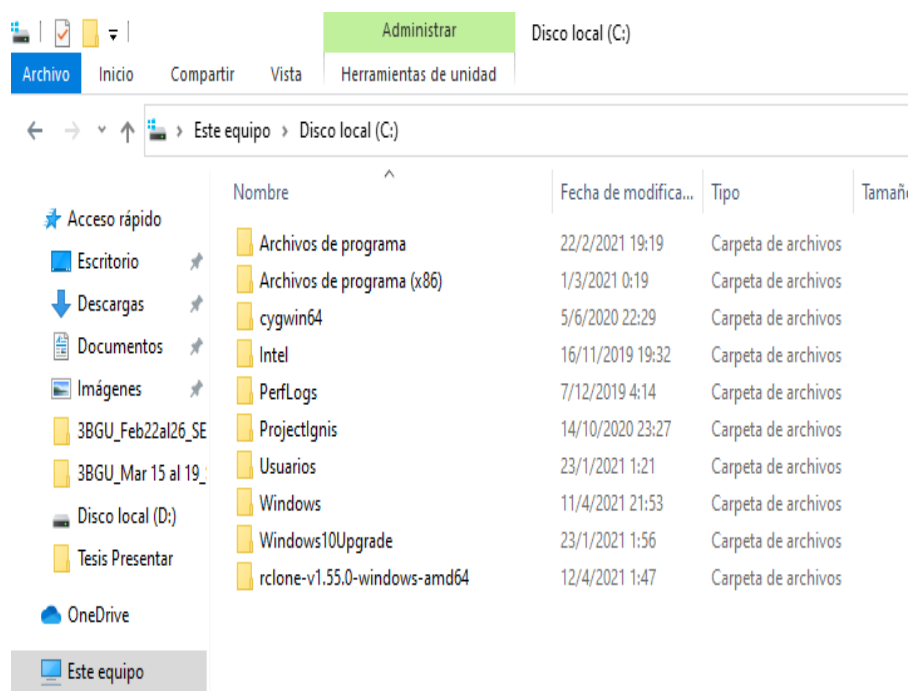 Administrar Disco local (C:)
Archivo Inicio Compartir Vista Herramientas de unidad
Este equipo > Disco local (C:)
Nombre Fecha de modifica... Tipo Tamañ
Acceso rápido
Escritorio
Descargas
Documentos
Imágenes
3BGU_Feb22al26_SE
3BGU_Mar 15 al 19_
Disco local (D:)
Tesis Presentar
OneDrive
Este equipo
Archivos de programa 22/2/2021 19:19 Carpeta de archivos
Archivos de programa (x86) 1/3/2021 0:19 Carpeta de archivos
cygwin64 5/6/2020 22:29 Carpeta de archivos
Intel 16/11/2019 19:32 Carpeta de archivos
PerfLogs 7/12/2019 4:14 Carpeta de archivos
ProjectIgnis 14/10/2020 23:27 Carpeta de archivos
Usuarios 23/1/2021 1:21 Carpeta de archivos
Windows 11/4/2021 21:53 Carpeta de archivos
Windows10Upgrade 23/1/2021 1:56 Carpeta de archivos
rclone-v1.55.0-windows-amd64 12/4/2021 1:47 Carpeta de archivos